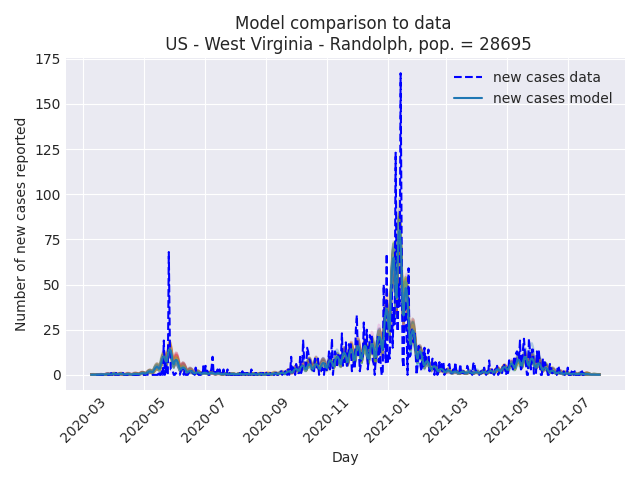 Model comparison to data
US - West Virginia - Randolph, pop. = 28695
175
150
125
100
75
50
25
0
Number of new cases reported
new cases data
new cases model
2020-03
2020-05
2020-07
2020-09
2020-11
2021-01
2021-03
2021-05
2021-07
Day